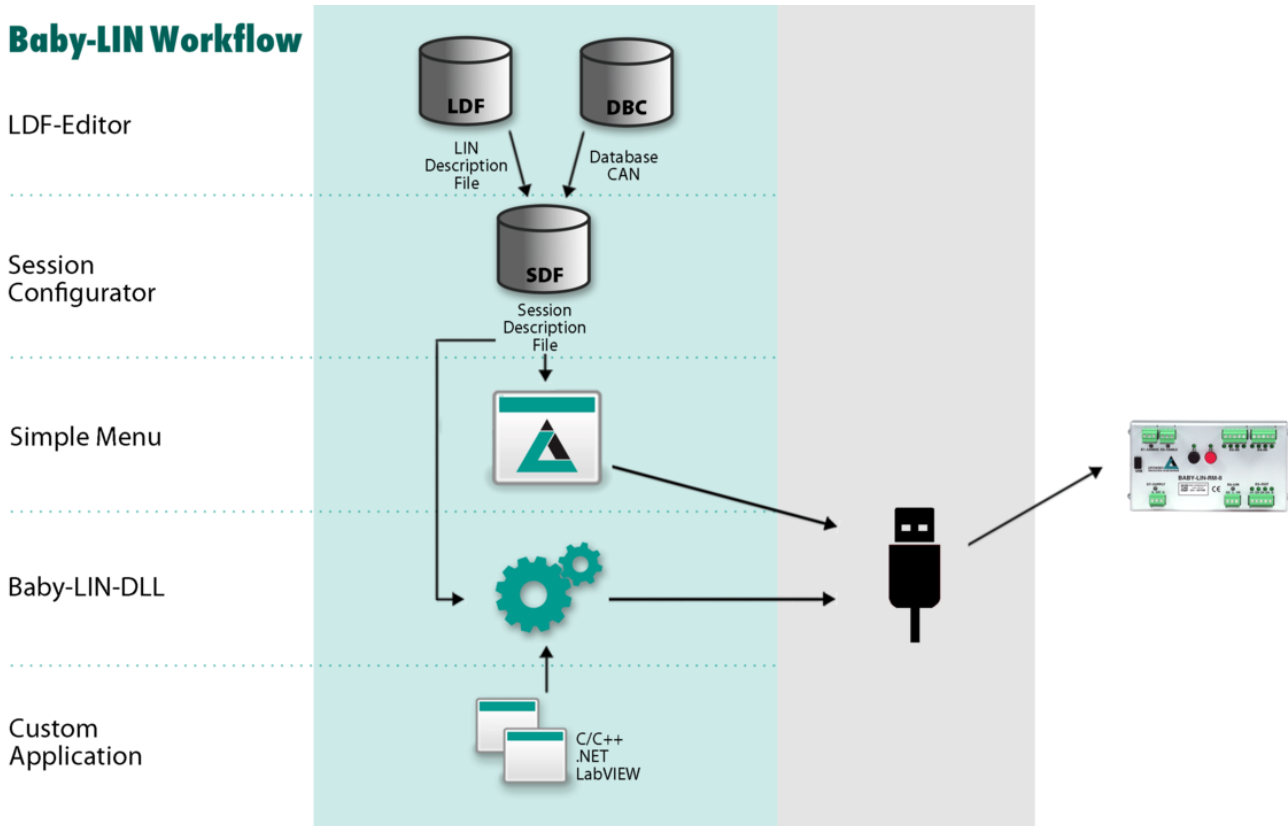 Baby-LIN Workflow
LDF-Editor
LDF
DBC
LIN
Description
File
Database
CAN
Session
Configurator
SDF
Session
Description
File
Simple Menu
Baby-LIN-DLL
Custom
Application
C/C++
.NET
LabVIEW
BABY-LIN-RM-II
CE